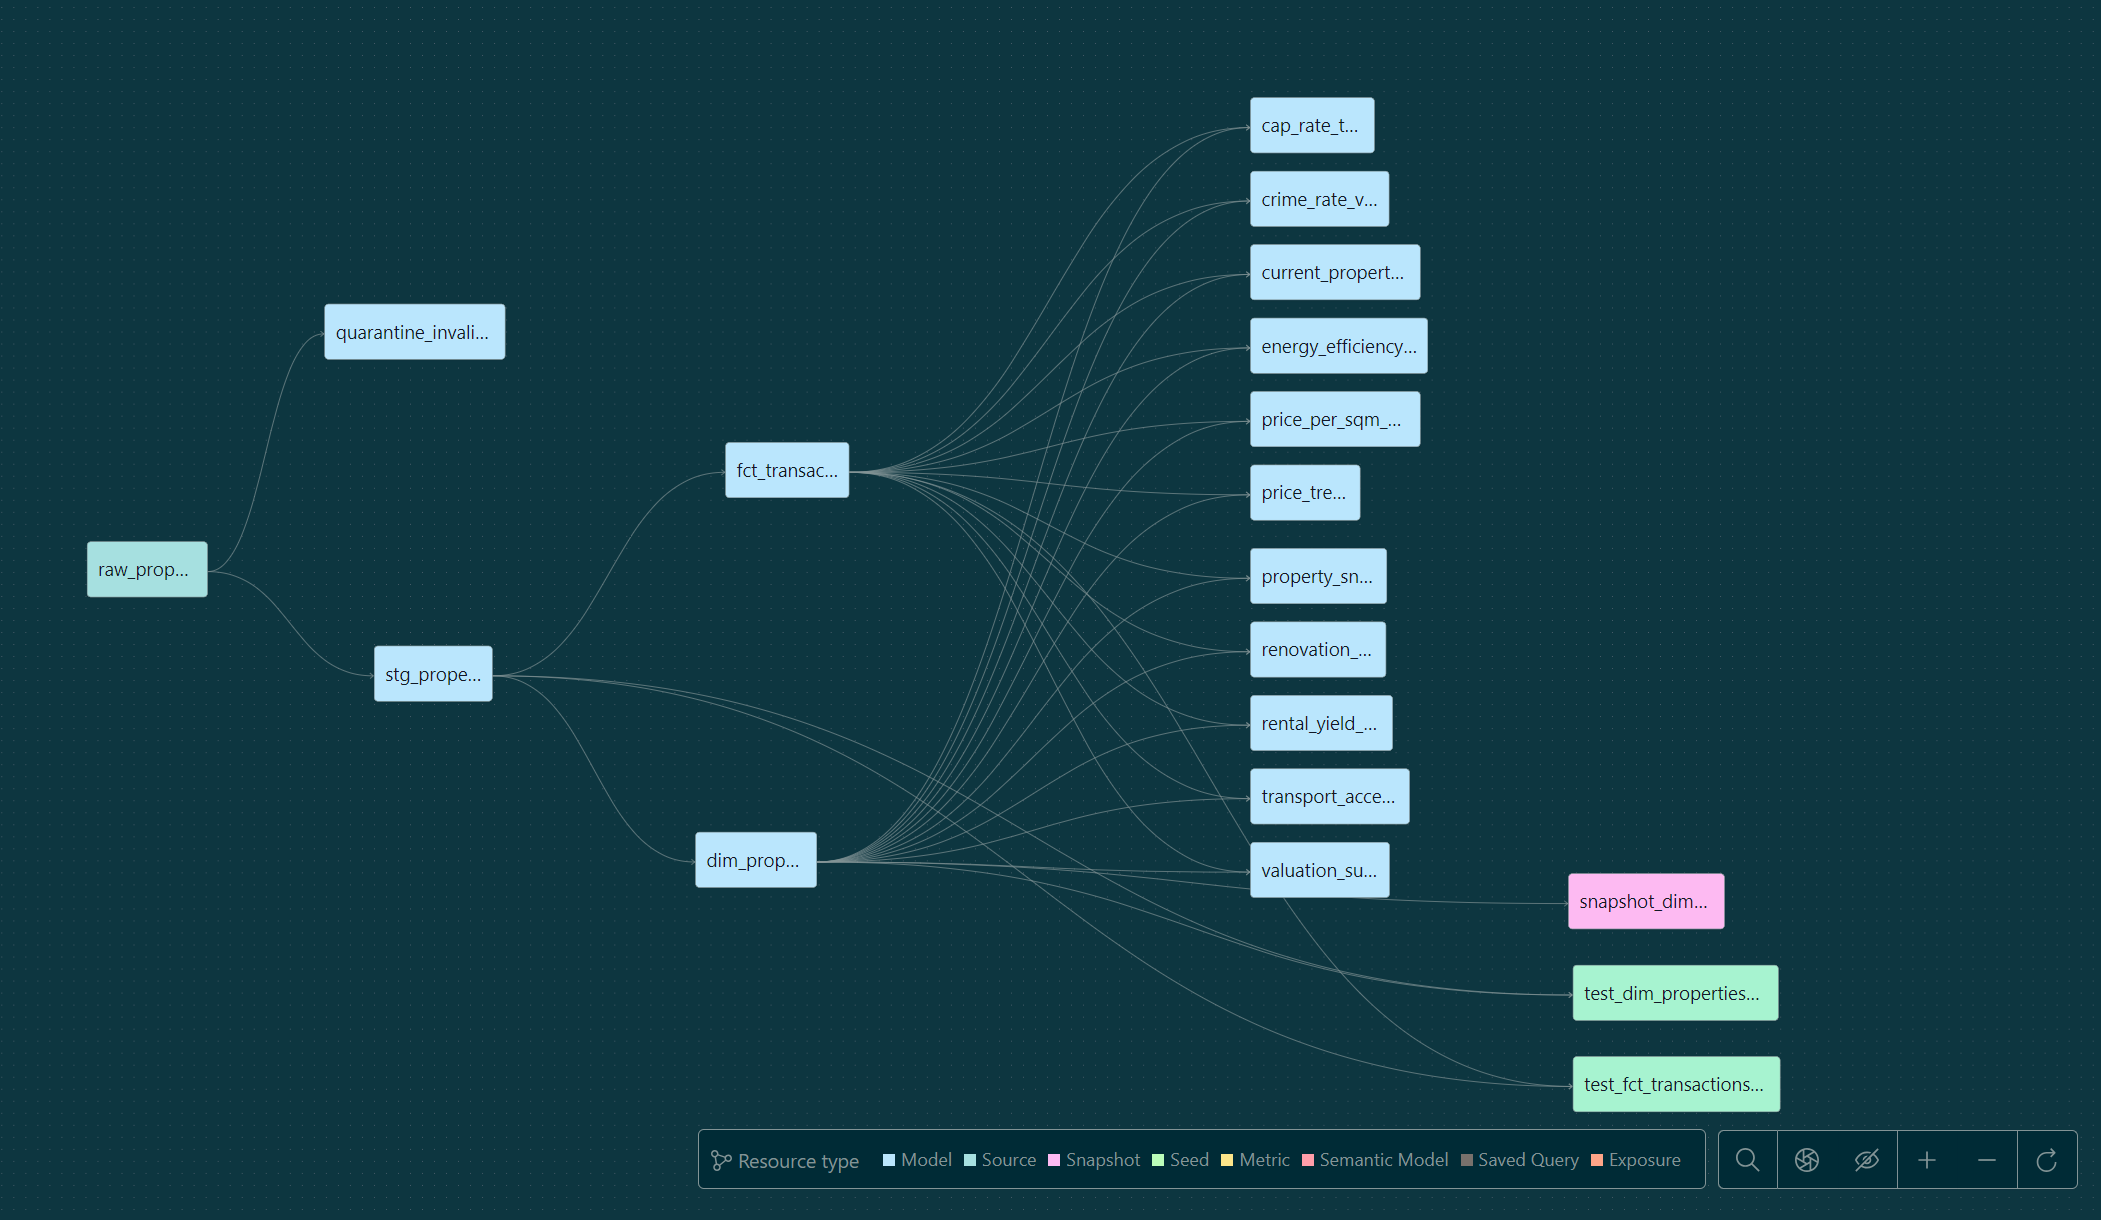 cap_rate_t...
crime_rate_v...
current_propert...
quarantine_invali...
energy_efficiency...
price_per_sqm_...
fct_transac...
price_tre...
raw_prop...
property_sn...
renovation_...
stg_prope...
rental_yield_...
transport_acce...
dim_prop...
valuation_su...
snapshot_dim...
test_dim_properties...
test_fct_transactions...
Resource type Model Source Snapshot Seed Metric Semantic Model Saved Query Exposure